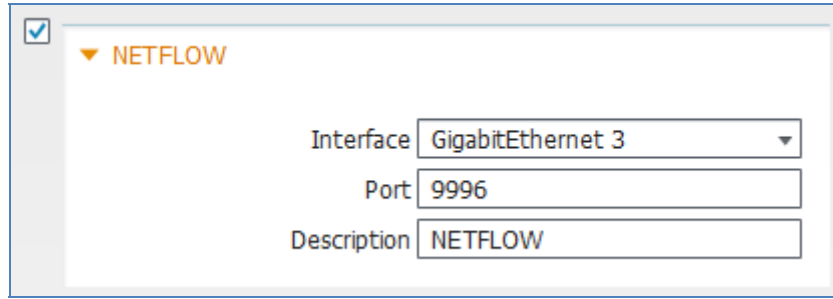 NETFLOW
Interface GigabitEthernet 3
Port 9996
Description NETFLOW